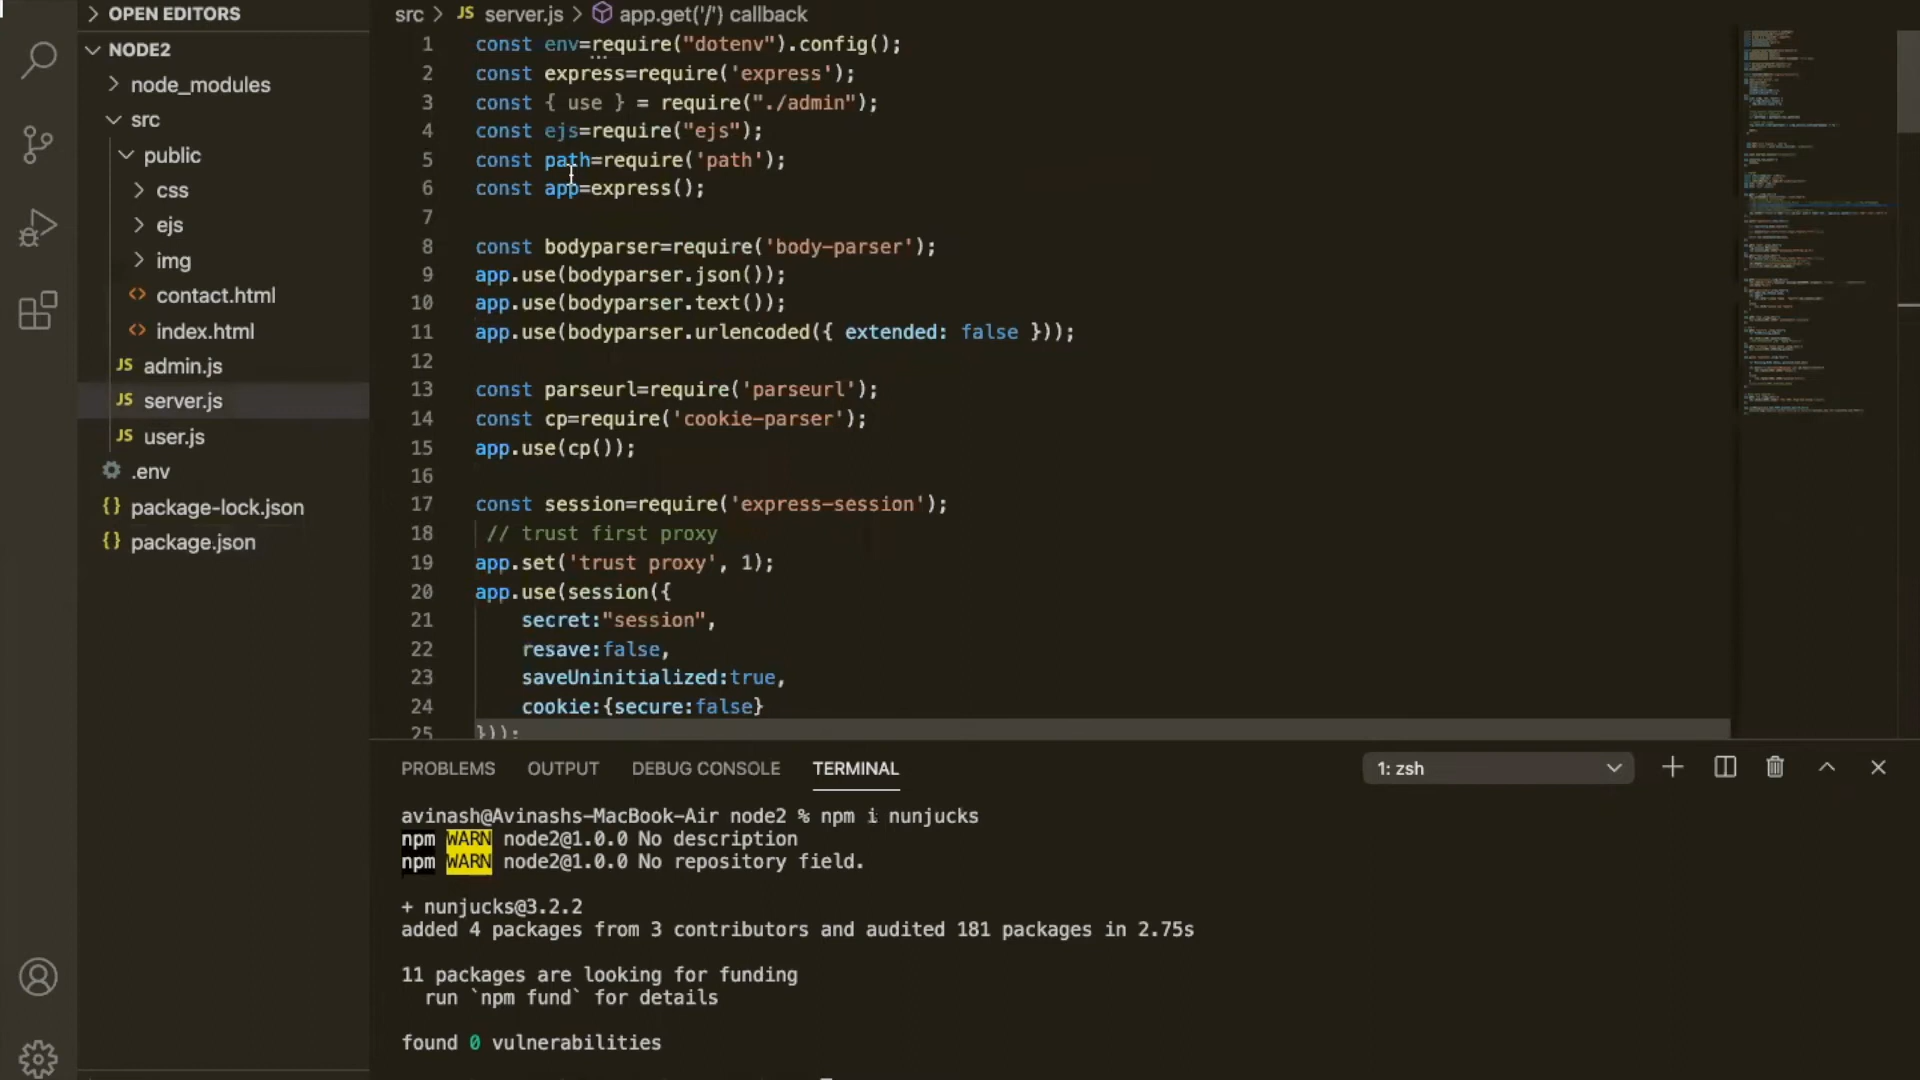 OPEN EDITORS
NODE2
node_modules
src
public
css
ejs
img
<> contact.html
<> index.html
JS admin.js
JS server.js
JS user.js
.env
{} package-lock.json
{} package.json
src > JS server.js > app.get('/') callback
1 const env=require("dotenv").config();
2 const express=require('express');
3 const { use } = require("./admin");
4 const ejs=require("ejs");
5 const path=require('path');
6 const app=express();
7
8 const bodyparser=require('body-parser');
9 app.use(bodyparser.json());
10 app.use(bodyparser.text());
11 app.use(bodyparser.urlencoded({ extended: false }));
12
13 const parseurl=require('parseurl');
14 const cp=require('cookie-parser');
15 app.use(cp());
16
17 const session=require('express-session');
18 // trust first proxy
19 app.set('trust proxy', 1);
20 app.use(session({
21 secret:"session",
22 resave:false,
23 saveUninitialized:true,
24 cookie:{secure:false}
25 }));
PROBLEMS OUTPUT DEBUG CONSOLE TERMINAL 1: zsh
avinash@Avinashs-MacBook-Air node2 % npm i nunjucks
npm WARN node2@1.0.0 No description
npm WARN node2@1.0.0 No repository field.
+ nunjucks@3.2.2
added 4 packages from 3 contributors and audited 181 packages in 2.75s
11 packages are looking for funding
run `npm fund` for details
found 0 vulnerabilities